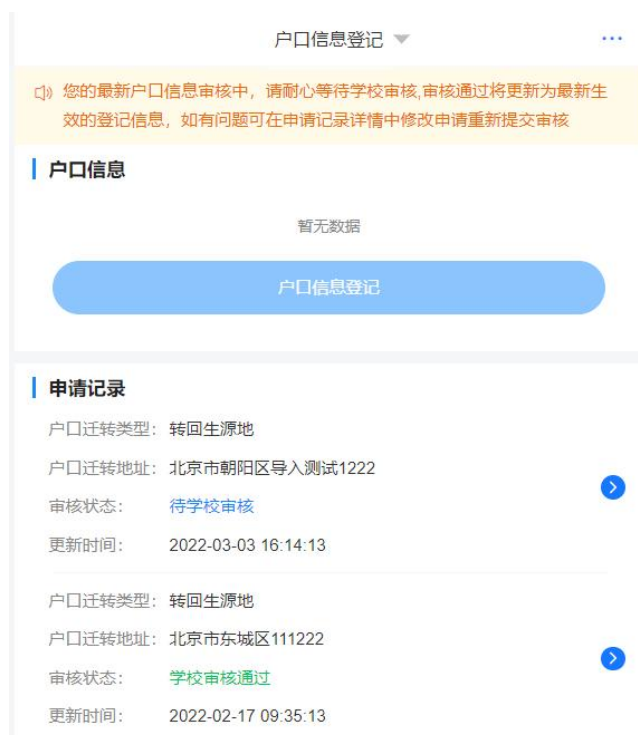 户口信息登记
您的最新户口信息审核中，请耐心等待学校审核,审核通过将更新为最新生
效的登记信息，如有问题可在申请记录详情中修改申请重新提交审核
户口信息
暂无数据
户口信息登记
申请记录
户口迁转类型: 转回生源地
户口迁转地址: 北京市朝阳区导入测试1222
审核状态: 待学校审核
更新时间: 2022-03-03 16:14:13
户口迁转类型: 转回生源地
户口迁转地址: 北京市东城区111222
审核状态: 学校审核通过
更新时间: 2022-02-17 09:35:13